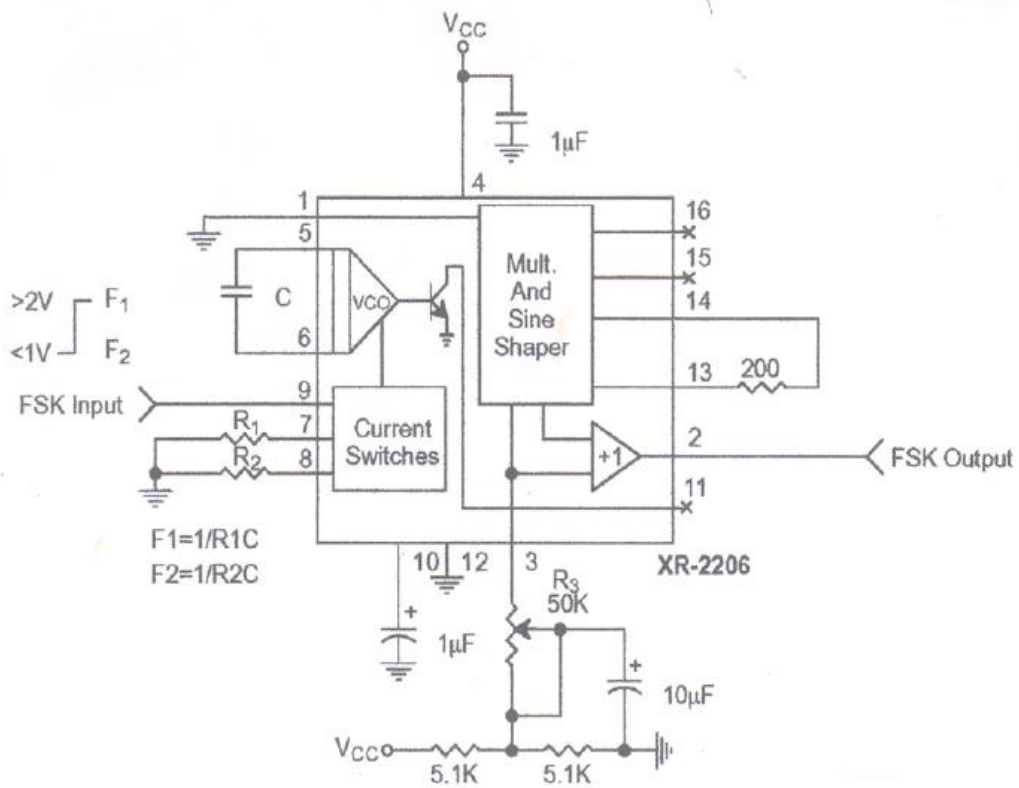 VCC
1µF
4
1
5
C
6
VCO
Mult.
And
Sine
Shaper
16
15
14
13
200
>2V
F1
<1V
F2
FSK Input
9
R1
7
R2
8
Current
Switches
+1
2
FSK Output
11
F1=1/R1C
F2=1/R2C
10
12
3
XR-2206
R3
50K
+
1µF
+
10µF
VCC
5.1K
5.1K